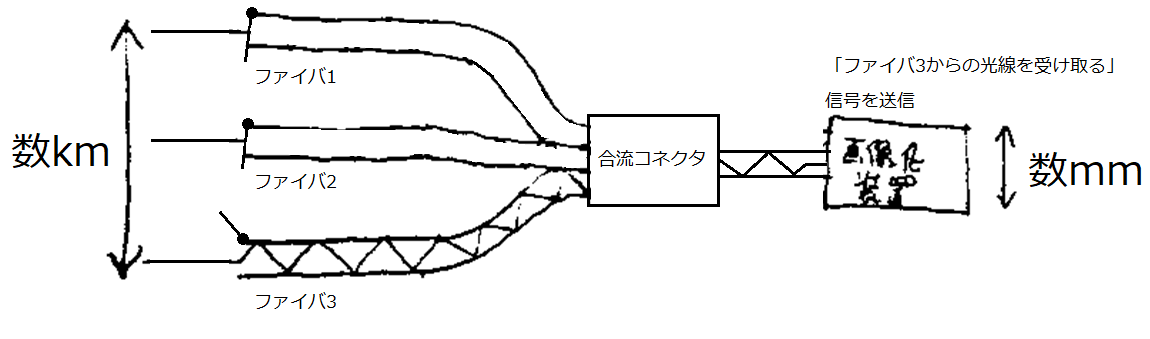 数km
ファイバ1
ファイバ2
ファイバ3
合流コネクタ
「ファイバ3からの光線を受け取る」
信号を送信
画像化
装置
数mm